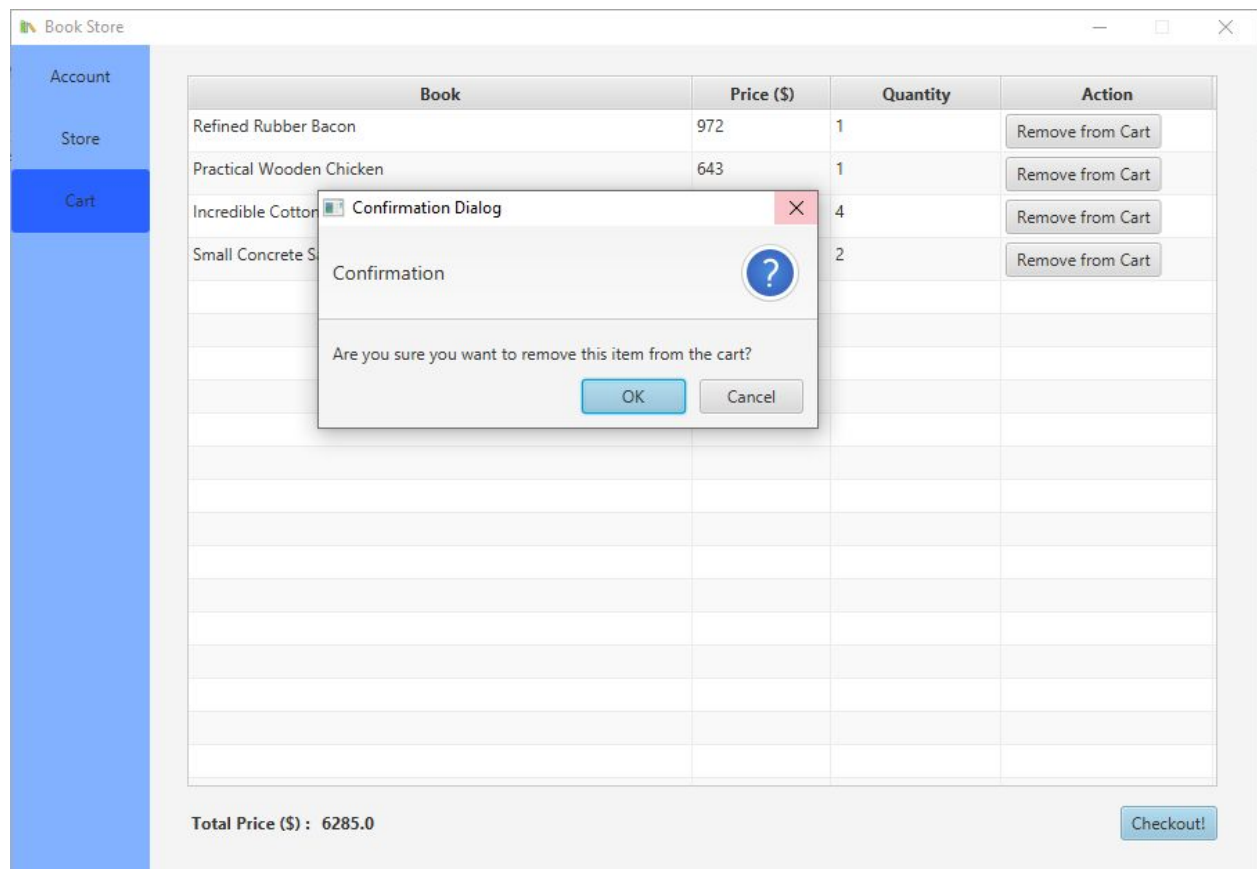 Book Store
Account
Store
Cart
Book Price ($) Quantity Action
Refined Rubber Bacon 972 1 Remove from Cart
Practical Wooden Chicken 643 1 Remove from Cart
Incredible Cotton 4 Remove from Cart
Small Concrete 2 Remove from Cart
Confirmation Dialog
Confirmation
?
Are you sure you want to remove this item from the cart?
OK Cancel
Total Price ($) : 6285.0 Checkout!